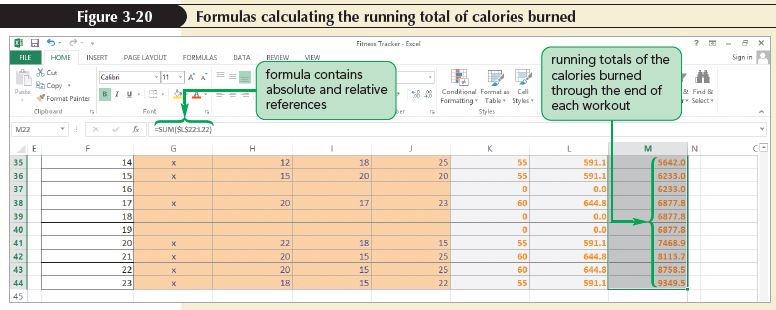 Figure 3-20 Formulas calculating the running total of calories burned
Fitness Tracker - Excel
FILE HOME INSERT PAGE LAYOUT FORMULAS DATA REVIEW VIEW Sign in
Cut
Copy
Format Painter
Paste
Clipboard
Calibri 11
B I U
Font
formula contains
absolute and relative
references
Conditional Format as Cell
Formatting Table Styles
Styles
running totals of the
calories burned
through the end of
each workout
Find &
Select
M22 fx =SUM($L$22:L22)
E F G H I J K L M N
35 14 x 12 18 25 55 591.1 5642.0
36 15 x 15 20 20 55 591.1 6233.0
37 16 0 0.0 6233.0
38 17 x 20 17 23 60 644.8 6877.8
39 18 0 0.0 6877.8
40 19 0 0.0 6877.8
41 20 x 22 18 15 55 591.1 7468.9
42 21 x 20 15 25 60 644.8 8113.7
43 22 x 20 15 25 60 644.8 8758.5
44 23 x 18 15 22 55 591.1 9349.5
45